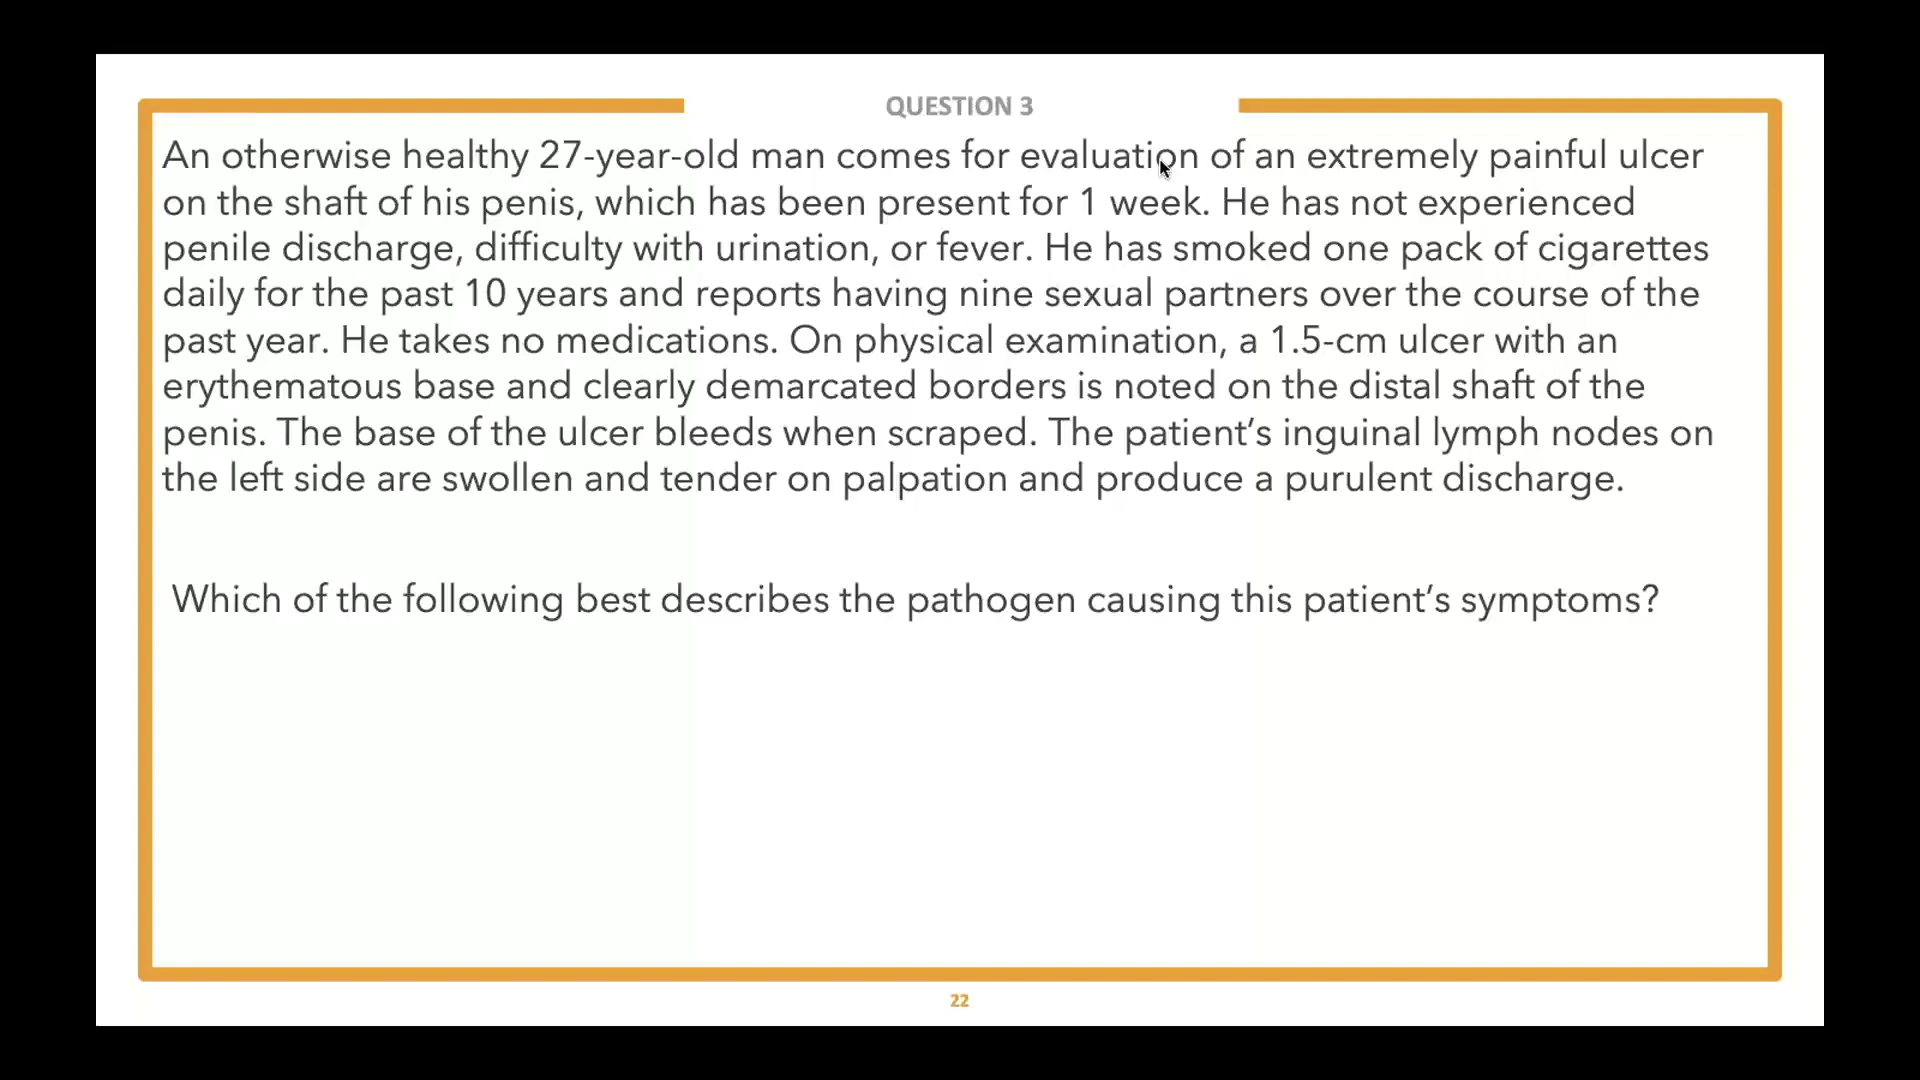 QUESTION 3
An otherwise healthy 27-year-old man comes for evaluation of an extremely painful ulcer
on the shaft of his penis, which has been present for 1 week. He has not experienced
penile discharge, difficulty with urination, or fever. He has smoked one pack of cigarettes
daily for the past 10 years and reports having nine sexual partners over the course of the
past year. He takes no medications. On physical examination, a 1.5-cm ulcer with an
erythematous base and clearly demarcated borders is noted on the distal shaft of the
penis. The base of the ulcer bleeds when scraped. The patient’s inguinal lymph nodes on
the left side are swollen and tender on palpation and produce a purulent discharge.
Which of the following best describes the pathogen causing this patient’s symptoms?
22